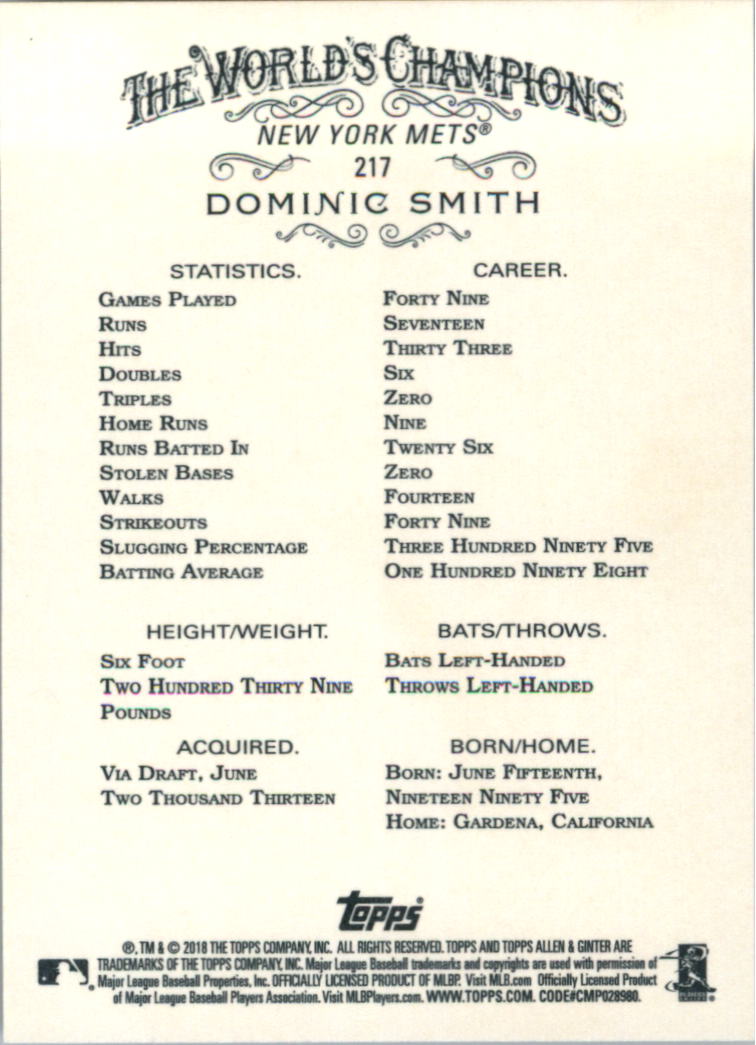 THE WORLD'S CHAMPIONS
NEW YORK METS®
217
DOMINIC SMITH
STATISTICS. CAREER.
GAMES PLAYED FORTY NINE
RUNS SEVENTEEN
HITS THIRTY THREE
DOUBLES SIX
TRIPLES ZERO
HOME RUNS NINE
RUNS BATTED IN TWENTY SIX
STOLEN BASES ZERO
WALKS FOURTEEN
STRIKEOUTS FORTY NINE
SLUGGING PERCENTAGE THREE HUNDRED NINETY FIVE
BATTING AVERAGE ONE HUNDRED NINETY EIGHT
HEIGHT/WEIGHT. BATS/THROWS.
SIX FOOT BATS LEFT-HANDED
TWO HUNDRED THIRTY NINE THROWS LEFT-HANDED
POUNDS
ACQUIRED. BORN/HOME.
VIA DRAFT, JUNE BORN: JUNE FIFTEENTH,
TWO THOUSAND THIRTEEN NINETEEN NINETY FIVE
HOME: GARDENA, CALIFORNIA
topps®
®, TM & © 2018 THE TOPPS COMPANY, INC. ALL RIGHTS RESERVED. TOPPS AND TOPPS ALLEN & GINTER ARE
TRADEMARKS OF THE TOPPS COMPANY, INC. Major League Baseball trademarks and copyrights are used with permission of
Major League Baseball Properties, Inc. OFFICIALLY LICENSED PRODUCT OF MLBP. Visit MLB.com Officially Licensed Product
of Major League Baseball Players Association. Visit MLBPlayers.com. WWW.TOPPS.COM. CODE#CMP028980.